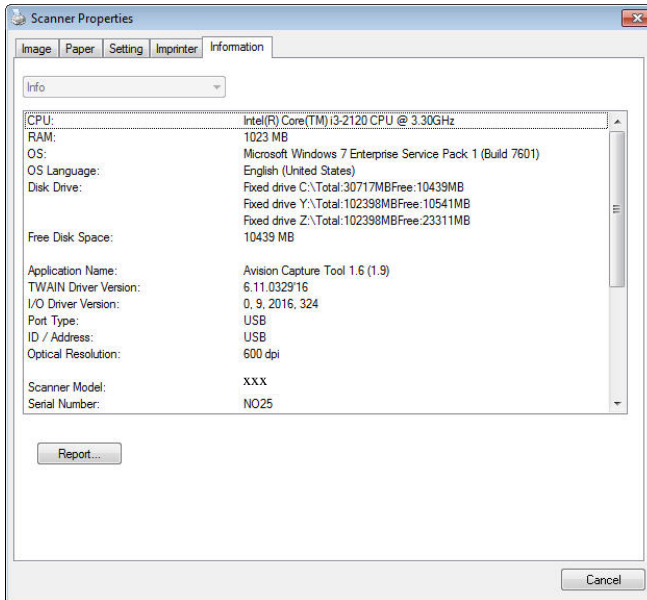 Scanner Properties
Image Paper Setting Imprinter Information
Info
CPU: Intel(R) Core(TM) i3-2120 CPU @ 3.30GHz
RAM: 1023 MB
OS: Microsoft Windows 7 Enterprise Service Pack 1 (Build 7601)
OS Language: English (United States)
Disk Drive: Fixed drive C:\Total:30717MBFree:10439MB
Fixed drive Y:\Total:102398MBFree:10541MB
Fixed drive Z:\Total:102398MBFree:23311MB
Free Disk Space: 10439 MB
Application Name: Avision Capture Tool 1.6 (1.9)
TWAIN Driver Version: 6.11.0329'16
I/O Driver Version: 0, 9, 2016, 324
Port Type: USB
ID / Address: USB
Optical Resolution: 600 dpi
Scanner Model: xxx
Serial Number: NO25
Report...
Cancel